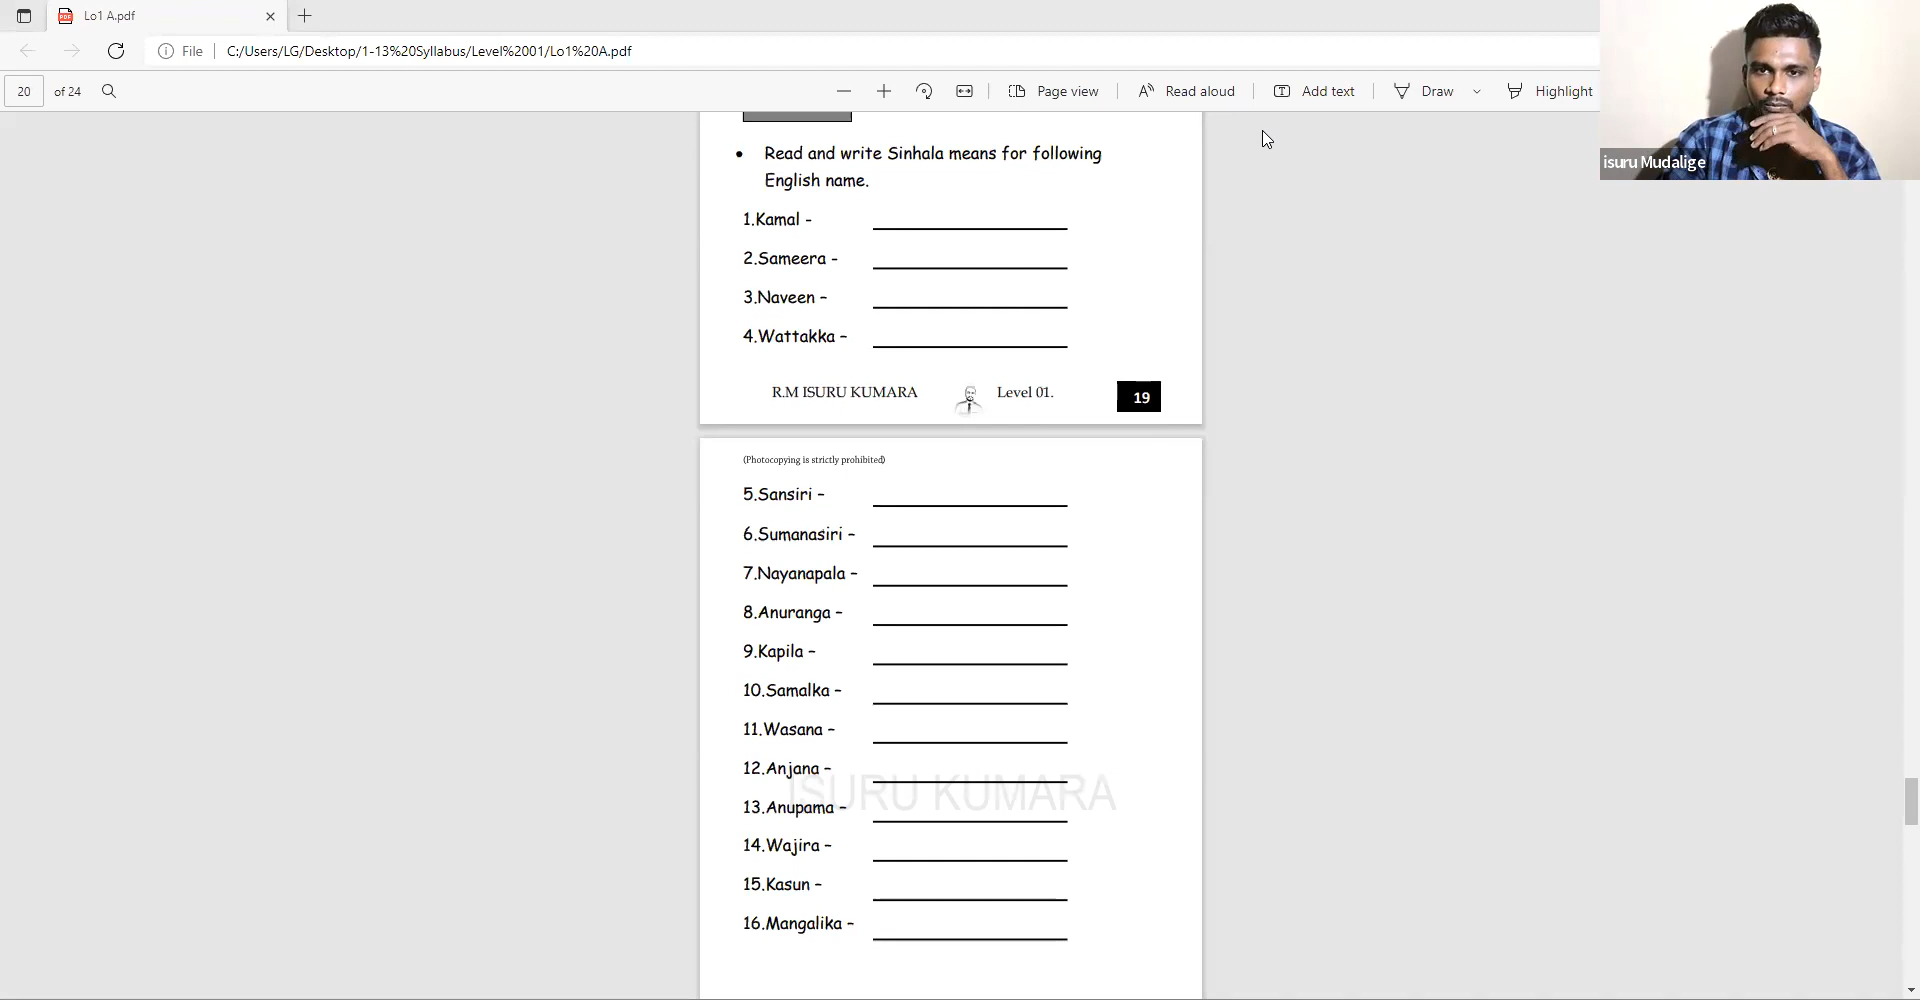 Lo1 A.pdf
File
C:/Users/LG/Desktop/1-13%20Syllabus/Level%2001/Lo1%20A.pdf
20 of 24
Page view
Read aloud
Add text
Draw
Highlight
isuru Mudalige
• Read and write Sinhala means for following
English name.
1.Kamal -
2.Sameera -
3.Naveen -
4.Wattakka -
R.M ISURU KUMARA Level 01. 19
(Photocopying is strictly prohibited)
5.Sansiri -
6.Sumanasiri -
7.Nayanapala -
8.Anuranga -
9.Kapila -
10.Samalka -
11.Wasana -
12.Anjana -
ISURU KUMARA
13.Anupama -
14.Wajira -
15.Kasun -
16.Mangalika -